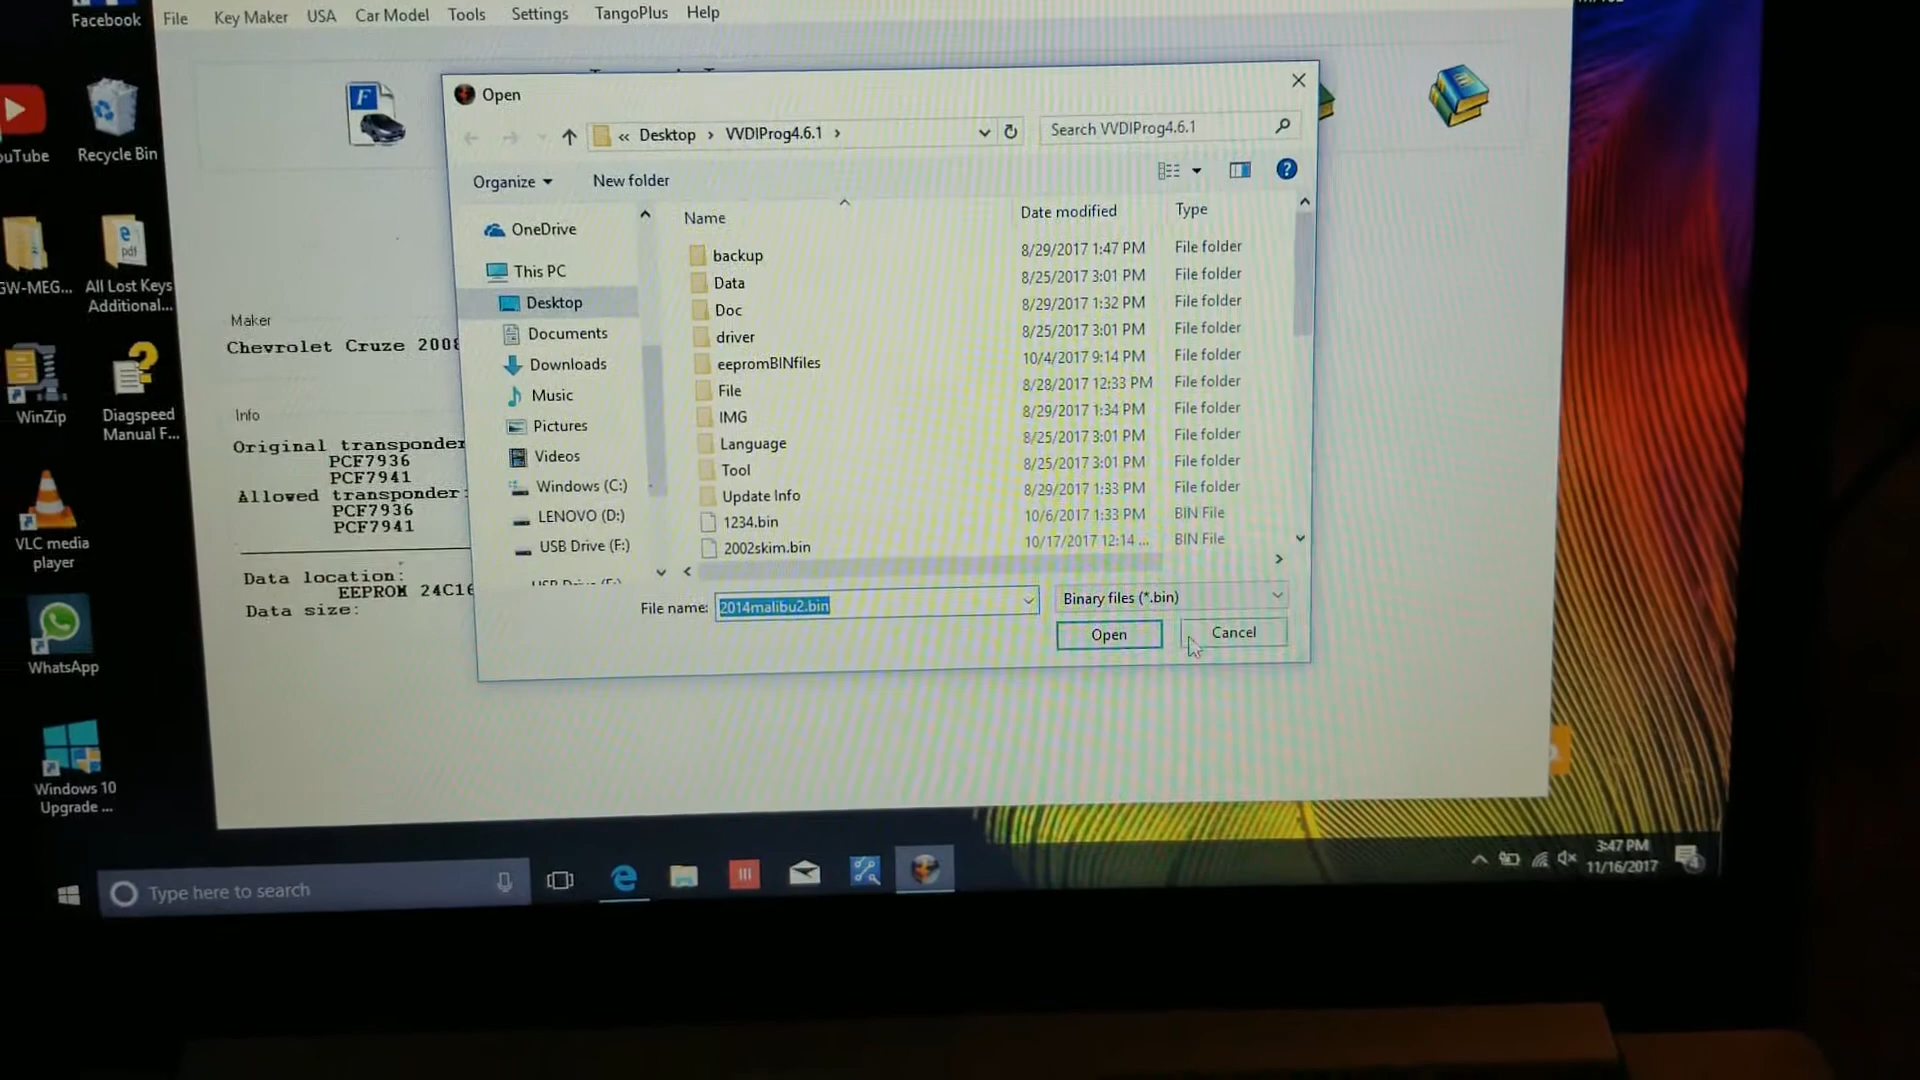 Facebook
File Key Maker USA Car Model Tools Settings TangoPlus Help
Open
« Desktop > VVDIProg4.6.1 >
Search VVDIProg4.6.1
Organize
New folder
?
Name
Date modified
Type
OneDrive
This PC
Desktop
Documents
Downloads
Music
Pictures
Videos
Windows (C:)
LENOVO (D:)
USB Drive (F:)
backup 8/29/2017 1:47 PM File folder
Data 8/25/2017 3:01 PM File folder
Doc 8/29/2017 1:32 PM File folder
driver 8/25/2017 3:01 PM File folder
eepromBINfiles 10/4/2017 9:14 PM File folder
File 8/28/2017 12:33 PM File folder
IMG 8/29/2017 1:34 PM File folder
Language 8/25/2017 3:01 PM File folder
Tool 8/25/2017 3:01 PM File folder
Update Info 8/29/2017 1:33 PM File folder
1234.bin 10/6/2017 1:33 PM BIN File
2002skim.bin 10/17/2017 12:14 ... BIN File
File name: 2014malibu2.bin
Binary files (*.bin)
Open
Cancel
F
Maker
Chevrolet Cruze 2008
Info
Original transponder
PCF7936
PCF7941
Allowed transponder:
PCF7936
PCF7941
Data location:
EEPROM 24C16
Data size:
ouTube
Recycle Bin
GW-MEG...
pdf
All Lost Keys
Additional...
WinZip
Diagspeed
Manual F...
VLC media
player
WhatsApp
Windows 10
Upgrade ...
Type here to search
3:47 PM
11/16/2017
4